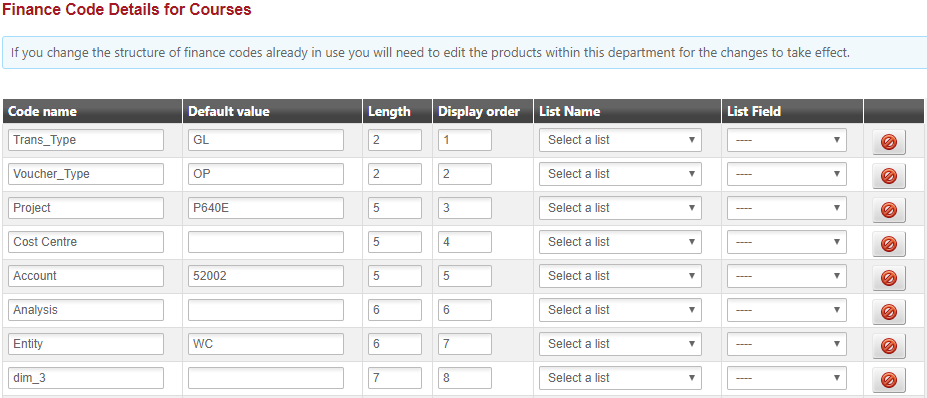 Finance Code Details for Courses
If you change the structure of finance codes already in use you will need to edit the products within this department for the changes to take effect.
Code name Default value Length Display order List Name List Field
Trans_Type GL 2 1 Select a list ----
Voucher_Type OP 2 2 Select a list ----
Project P640E 5 3 Select a list ----
Cost Centre 5 4 Select a list ----
Account 52002 5 5 Select a list ----
Analysis 6 6 Select a list ----
Entity WC 6 7 Select a list ----
dim_3 7 8 Select a list ----